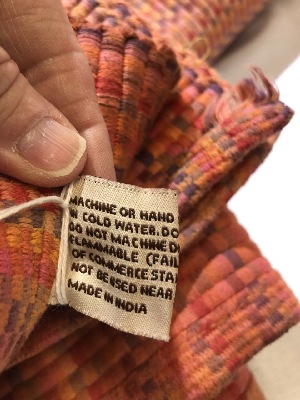 MACHINE OR HAND
IN COLD WATER. DO
DO NOT MACHINE
FLAMMABLE (FAIL
OF COMMERCE STA
NOT BE USED NEAR
MADE IN INDIA